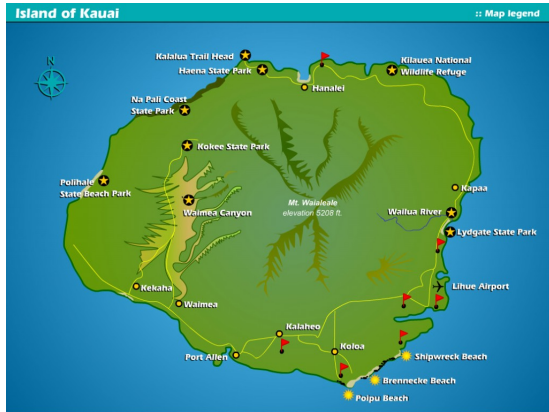 Island of Kauai
:: Map legend
N
Kalalua Trail Head
Haena State Park
Kilauea National
Wildlife Refuge
Hanalei
Na Pali Coast
State Park
Kokee State Park
Polihale
State Beach Park
Kapaa
Mt. Waialeale
elevation 5208 ft.
Waimea Canyon
Wailua River
Lydgate State Park
Kekaha
Lihue Airport
Waimea
Kalaheo
Koloa
Port Allen
Shipwreck Beach
Brennecke Beach
Poipu Beach